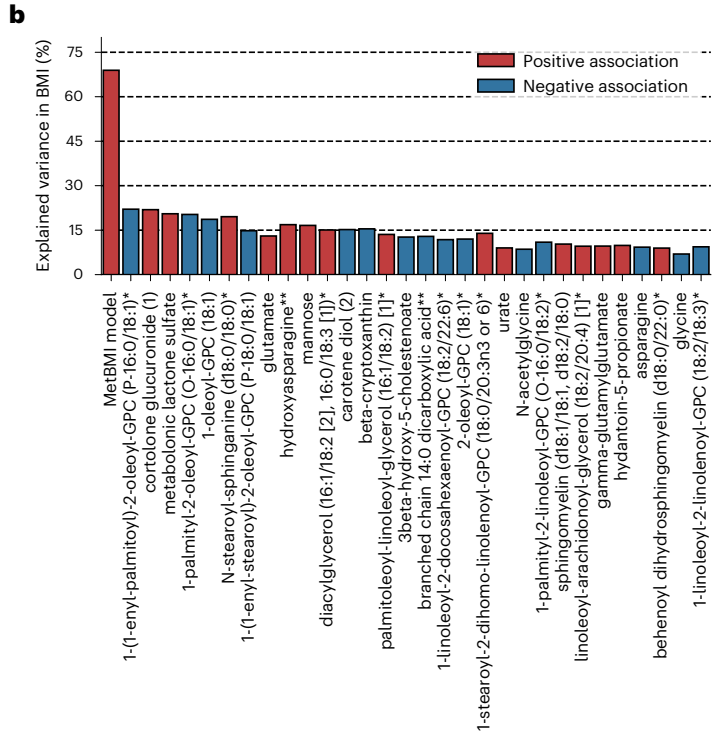 b
Explained variance in BMI (%)
75
60
45
30
15
0
Positive association
Negative association
MetBMI model
1-(1-enyl-palmitoyl)-2-oleoyl-GPC (P-16:0/18:1)*
cortolone glucuronide (1)
metabolonic lactone sulfate
1-palmityl-2-oleoyl-GPC (O-16:0/18:1)*
1-oleoyl-GPC (18:1)
N-stearoyl-sphinganine (d18:0/18:0)*
1-(1-enyl-stearoyl)-2-oleoyl-GPC (P-18:0/18:1)
glutamate
hydroxyasparagine**
mannose
diacylglycerol (16:1/18:2 [2], 16:0/18:3 [1])*
carotene diol (2)
beta-cryptoxanthin
palmitoleoyl-linoleoyl-glycerol (16:1/18:2) [1]*
3beta-hydroxy-5-cholestenoate
branched chain 14:0 dicarboxylic acid**
1-linoleoyl-2-docosahexaenoyl-GPC (18:2/22:6)*
2-oleoyl-GPC (18:1)*
1-stearoyl-2-dihomo-linolenoyl-GPC (18:0/20:3n3 or 6)*
urate
N-acetylglycine
1-palmityl-2-linoleoyl-GPC (O-16:0/18:2)*
sphingomyelin (d18:1/18:1, d18:2/18:0)
linoleoyl-arachidonoyl-glycerol (18:2/20:4) [1]*
gamma-glutamylglutamate
hydantoin-5-propionate
asparagine
behenoyl dihydrosphingomyelin (d18:0/22:0)*
glycine
1-linoleoyl-2-linolenoyl-GPC (18:2/18:3)*